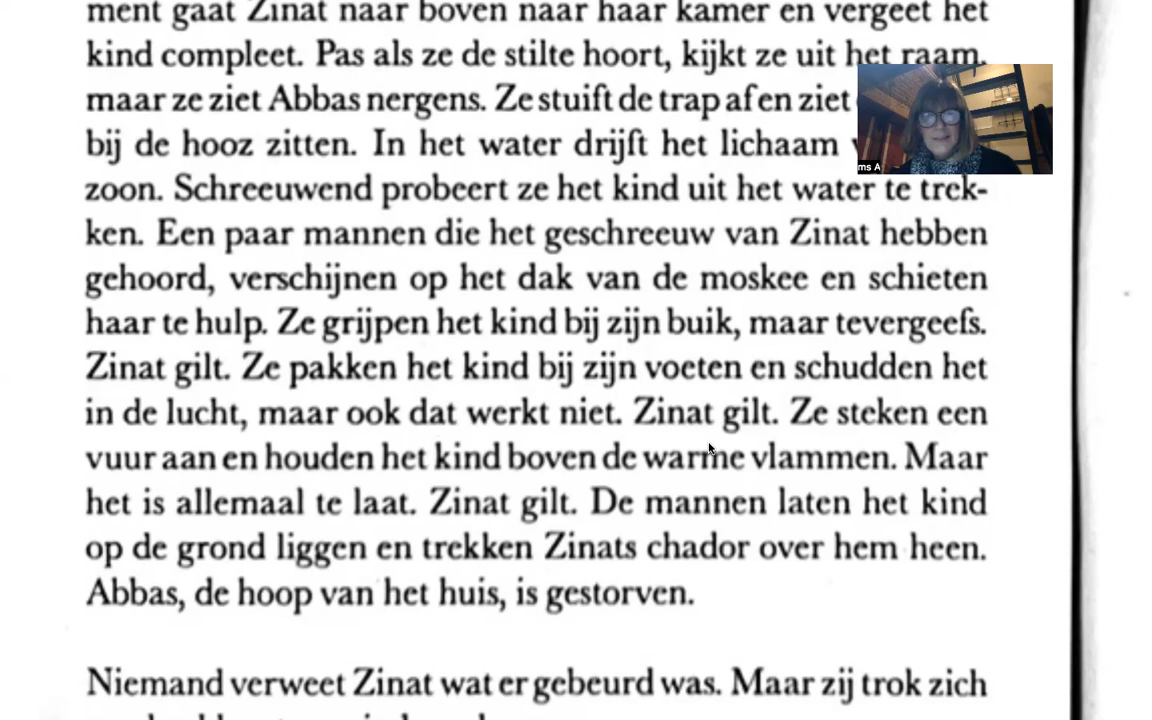 ment gaat Zinat naar boven naar haar kamer en vergeet het
kind compleet. Pas als ze de stilte hoort, kijkt ze uit het raam,
maar ze ziet Abbas nergens. Ze stuift de trap af en ziet
bij de hooz zitten. In het water drijft het lichaam
zoon. Schreeuwend probeert ze het kind uit het water te trek-
ken. Een paar mannen die het geschreeuw van Zinat hebben
gehoord, verschijnen op het dak van de moskee en schieten
haar te hulp. Ze grijpen het kind bij zijn buik, maar tevergeefs.
Zinat gilt. Ze pakken het kind bij zijn voeten en schudden het
in de lucht, maar ook dat werkt niet. Zinat gilt. Ze steken een
vuur aan en houden het kind boven de warme vlammen. Maar
het is allemaal te laat. Zinat gilt. De mannen laten het kind
op de grond liggen en trekken Zinats chador over hem heen.
Abbas, de hoop van het huis, is gestorven.
Niemand verweet Zinat wat er gebeurd was. Maar zij trok zich
ms A